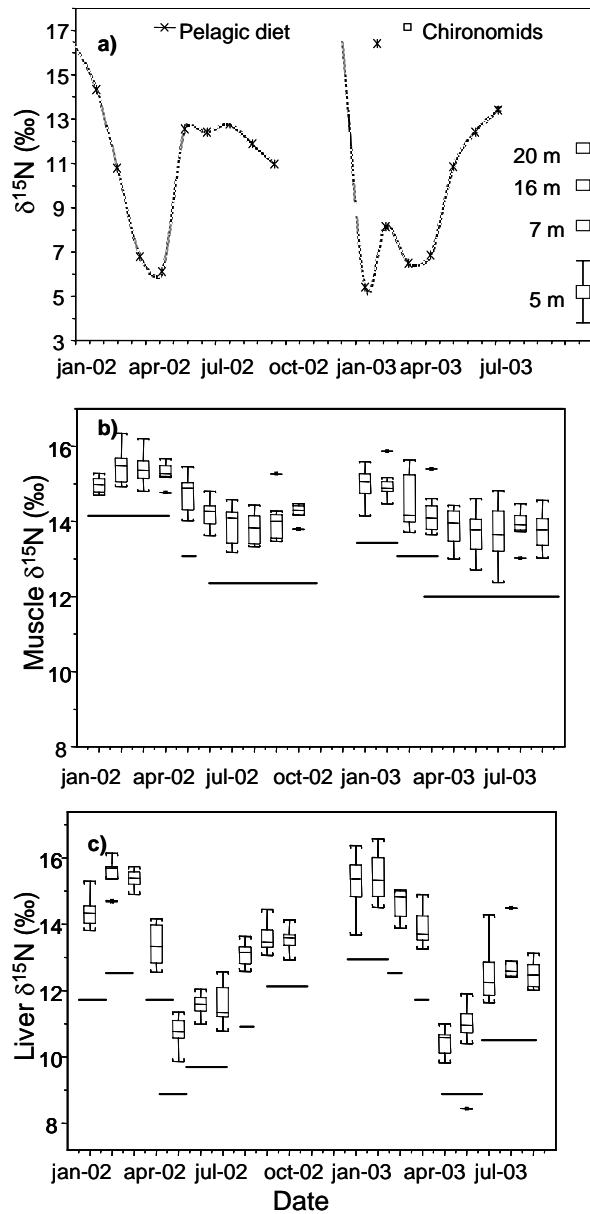 a) Pelagic diet Chironomids
δ15N (‰)
17
15
13
11
9
7
5
3
20 m
16 m
7 m
5 m
jan-02 apr-02 jul-02 oct-02 jan-03 apr-03 jul-03
b)
Muscle δ15N (‰)
16
14
12
10
8
jan-02 apr-02 jul-02 oct-02 jan-03 apr-03 jul-03
c)
Liver δ15N (‰)
16
14
12
10
8
jan-02 apr-02 jul-02 oct-02 jan-03 apr-03 jul-03
Date